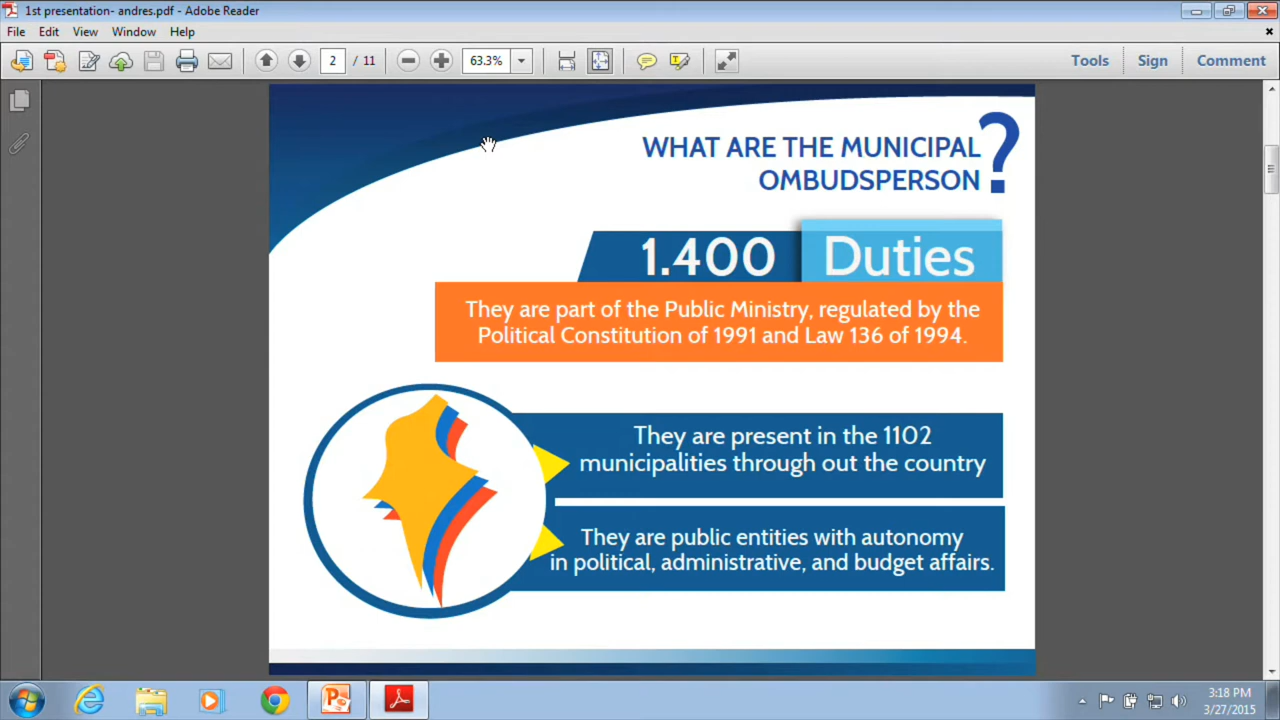 1st presentation- andres.pdf - Adobe Reader
File Edit View Window Help
2 / 11 63.3% Tools Sign Comment
WHAT ARE THE MUNICIPAL
OMBUDSPERSON ?
1.400 Duties
They are part of the Public Ministry, regulated by the
Political Constitution of 1991 and Law 136 of 1994.
They are present in the 1102
municipalities through out the country
They are public entities with autonomy
in political, administrative, and budget affairs.
3:18 PM
3/27/2015